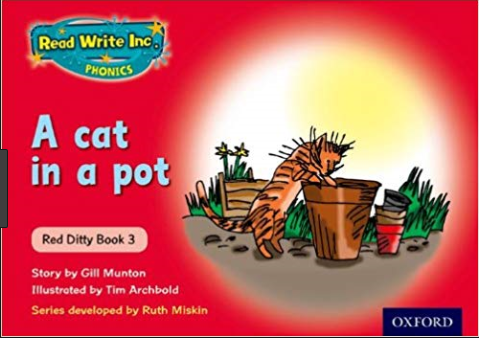 Read Write Inc.
PHONICS
A cat
in a pot
Red Ditty Book 3
Story by Gill Munton
Illustrated by Tim Archbold
Series developed by Ruth Miskin
OXFORD